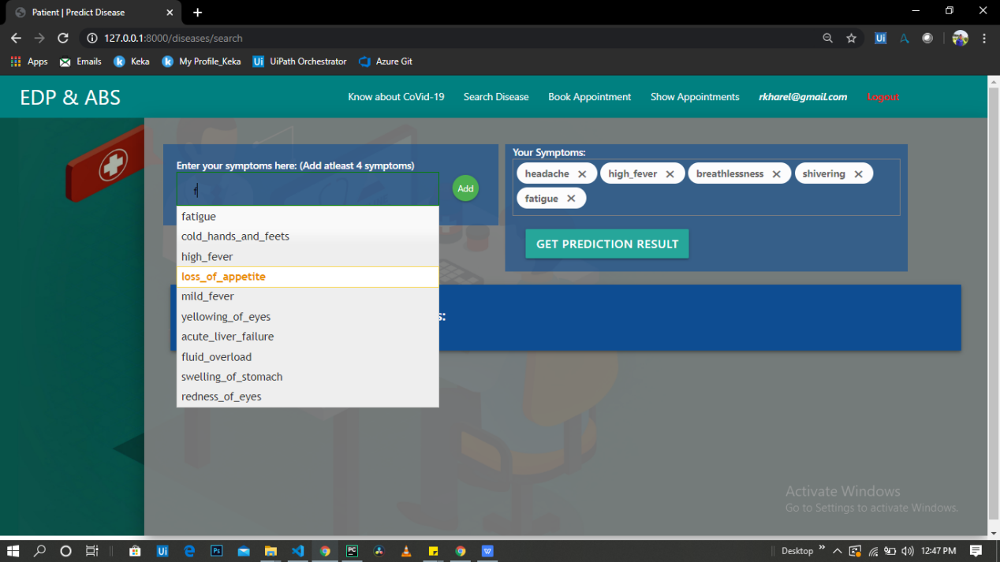 Patient | Predict Disease
127.0.0.1:8000/diseases/search
Apps Emails Keka My Profile_Keka UiPath Orchestrator Azure Git
EDP & ABS
Know about CoVid-19 Search Disease Book Appointment Show Appointments rkharel@gmail.com Logout
Enter your symptoms here: (Add atleast 4 symptoms)
f
Add
fatigue
cold_hands_and_feets
high_fever
loss_of_appetite
mild_fever
yellowing_of_eyes
acute_liver_failure
fluid_overload
swelling_of_stomach
redness_of_eyes
Your Symptoms:
headache high_fever breathlessness shivering
fatigue
GET PREDICTION RESULT
Activate Windows
Go to Settings to activate Windows.
Desktop 12:47 PM